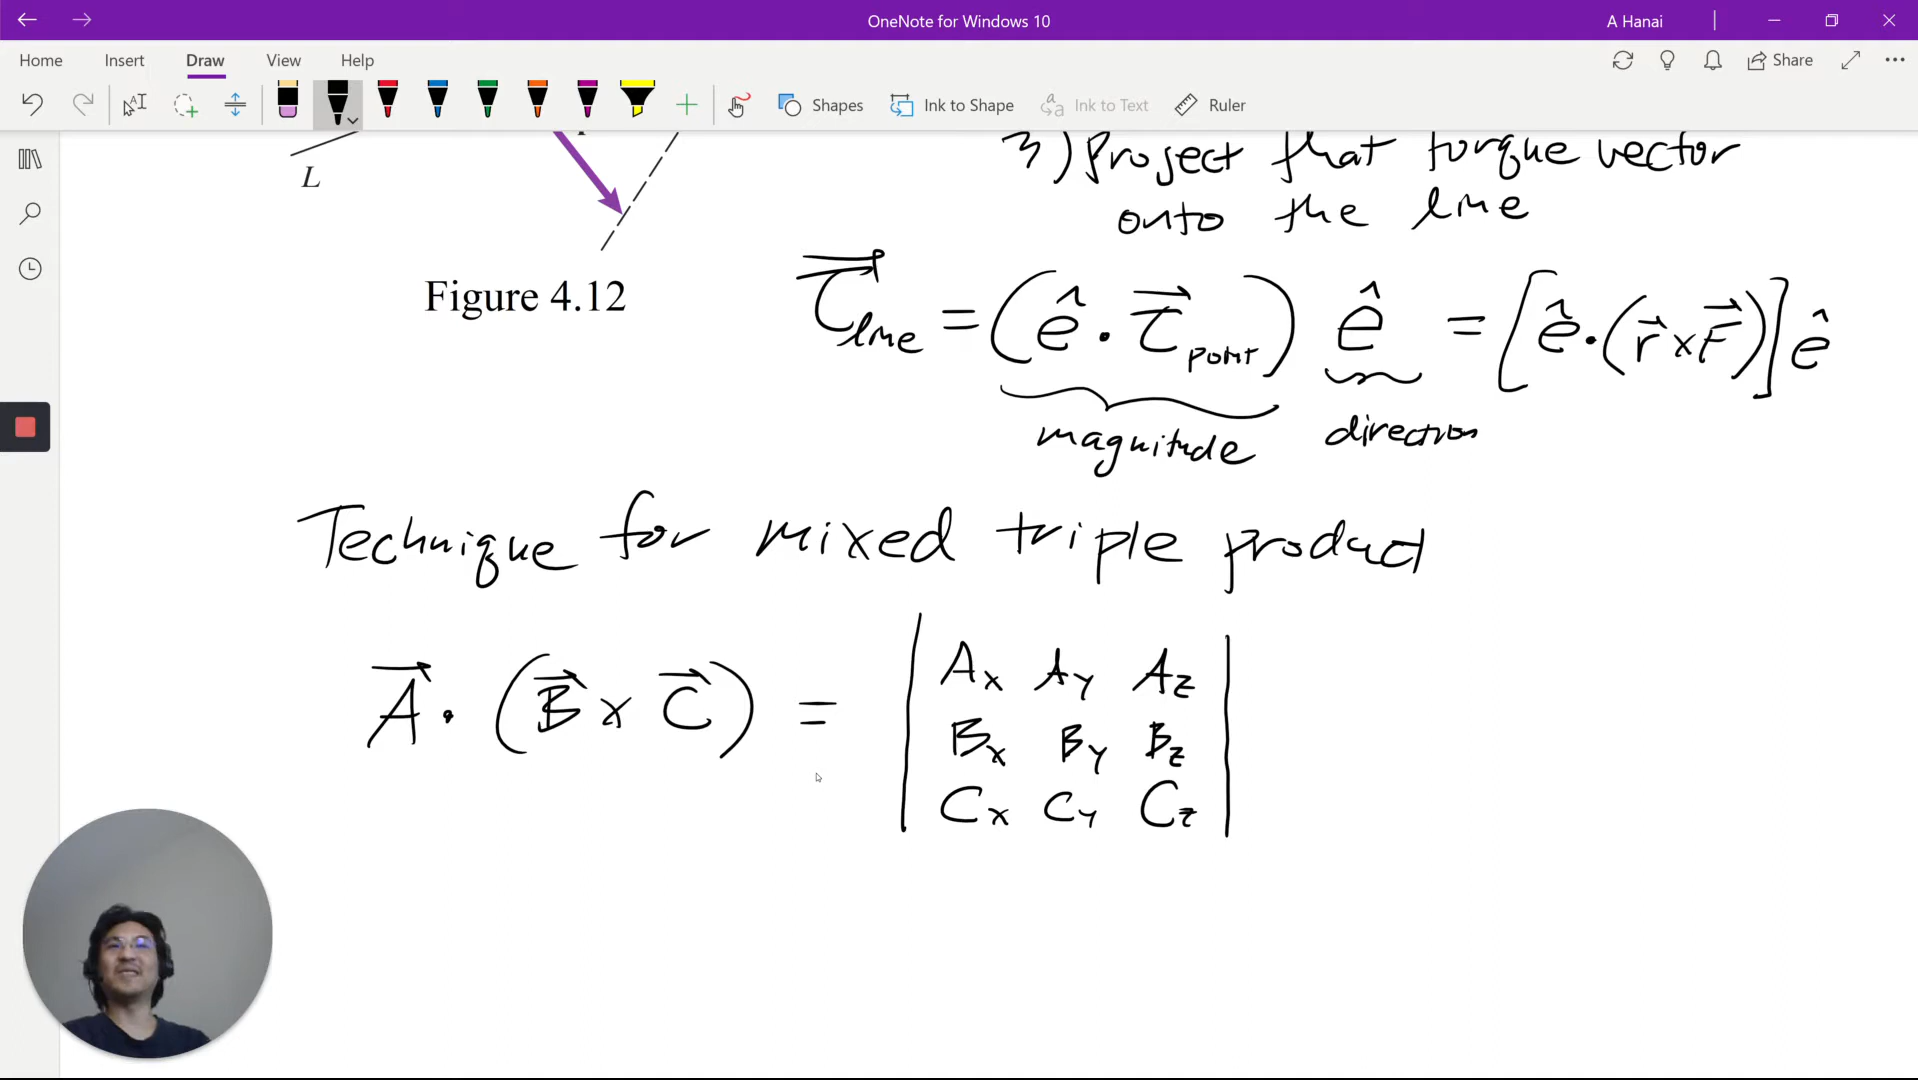 OneNote for Windows 10
A Hanai
Home Insert Draw View Help
Share
Shapes Ink to Shape Ink to Text Ruler
3) Project that torque vector
onto the line
L
Figure 4.12
τ⃗line = (ê · τ⃗point) ê = [ê · (r⃗ × F⃗)] ê
magnitude direction
Technique for mixed triple product
A⃗ · (B⃗ × C⃗) = | Ax Ay Az |
| Bx By Bz |
| Cx Cy Cz |